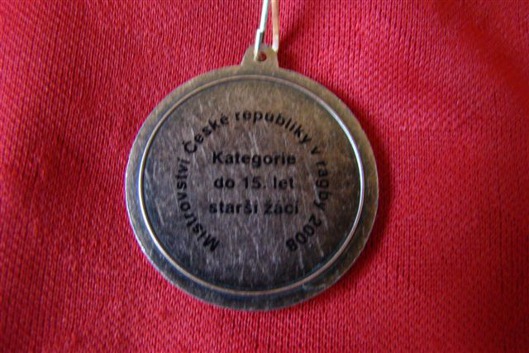 Mistrovství České republiky v ragby 2008
Kategorie
do 15. let
starší žáci